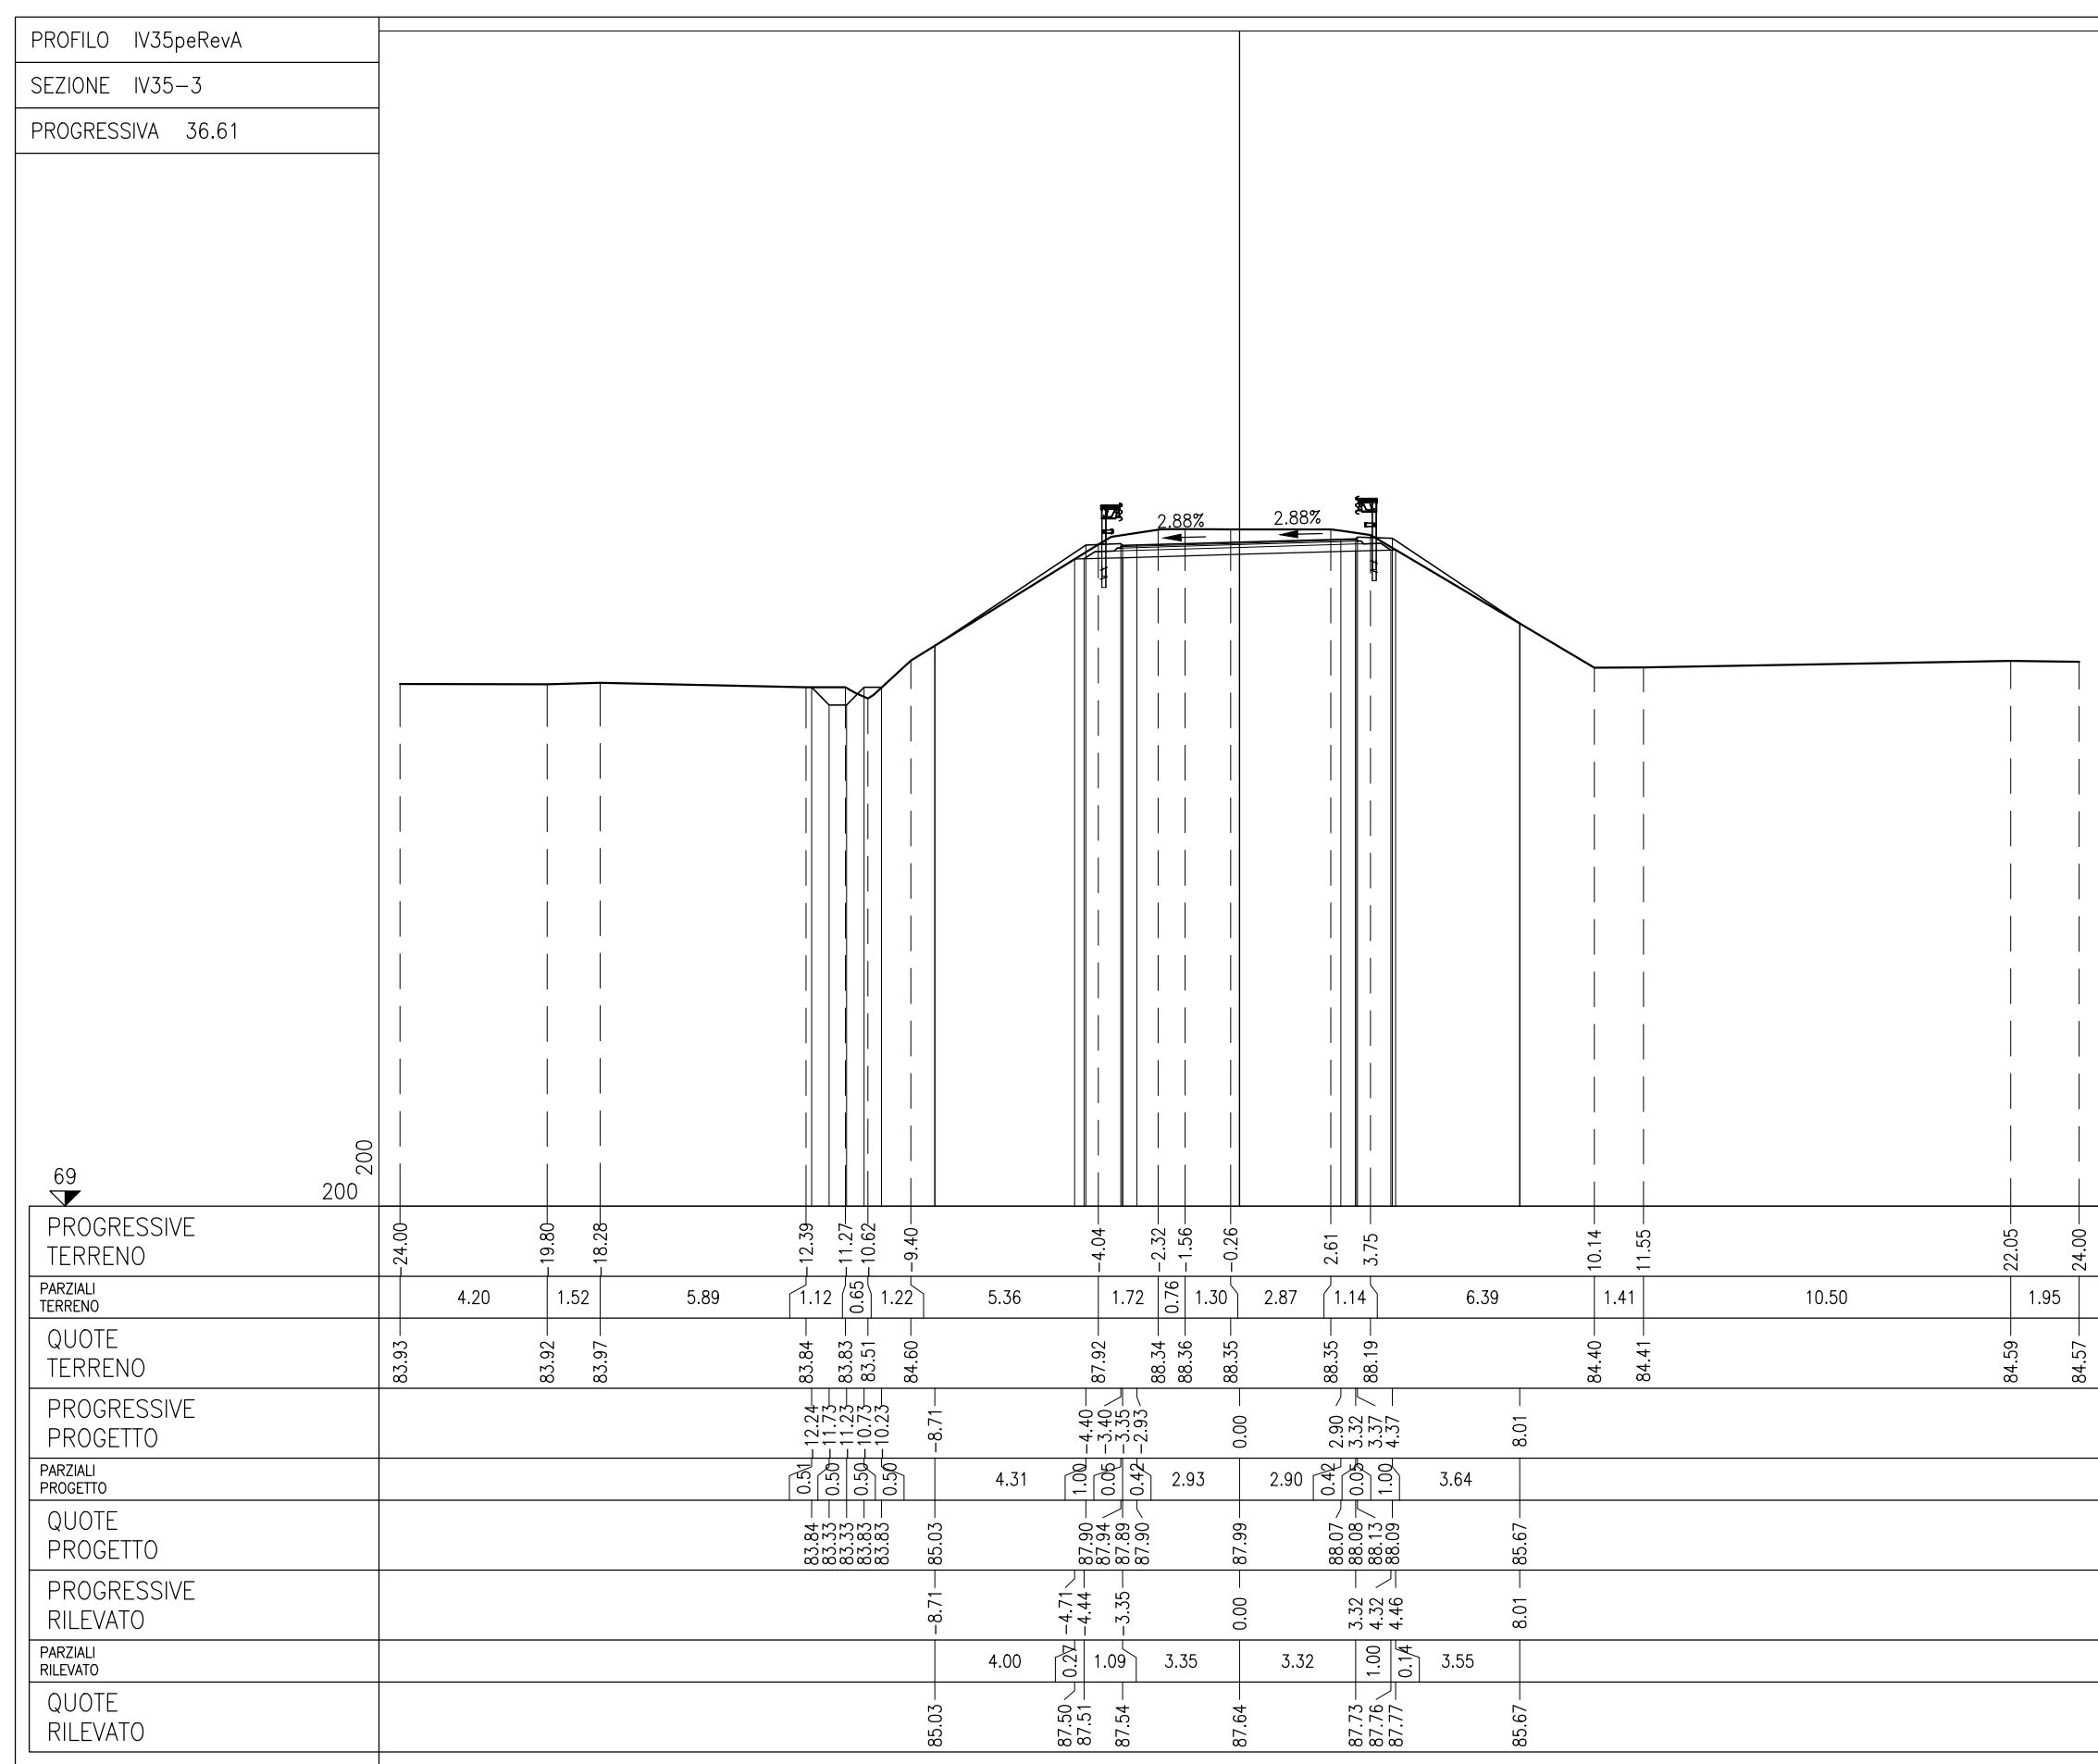 PROFILO IV35peRevA
SEZIONE IV35-3
PROGRESSIVA 36.61
2.88% 2.88%
69
200
200
PROGRESSIVE
TERRENO
-24.00 -19.80 -18.28 -12.39 -11.27 -10.62 -9.40 -4.04 -2.32 -1.56 -0.26 2.61 3.75 10.14 11.55 22.05 24.00
PARZIALI
TERRENO
4.20 1.52 5.89 1.12 0.65 1.22 5.36 1.72 0.76 1.30 2.87 1.14 6.39 1.41 10.50 1.95
QUOTE
TERRENO
83.93 83.92 83.97 83.84 83.83 83.51 84.60 87.92 88.34 88.36 88.35 88.35 88.19 84.40 84.41 84.59 84.57
PROGRESSIVE
PROGETTO
-12.24 -11.73 -11.23 -10.73 -10.23 -8.71 -4.40 -3.40 -3.35 -2.93 0.00 2.90 3.32 3.37 4.37 8.01
PARZIALI
PROGETTO
0.51 0.50 0.50 0.50 4.31 1.00 0.05 0.42 2.93 2.90 0.42 0.05 1.00 3.64
QUOTE
PROGETTO
83.84 83.33 83.33 83.83 83.83 85.03 87.90 87.94 87.89 87.90 87.99 88.07 88.08 88.13 88.09 85.67
PROGRESSIVE
RILEVATO
-8.71 -4.71 -4.44 -3.35 0.00 3.32 4.32 4.46 8.01
PARZIALI
RILEVATO
4.00 0.27 1.09 3.35 3.32 1.00 0.14 3.55
QUOTE
RILEVATO
85.03 87.50 87.51 87.54 87.64 87.73 87.76 87.77 85.67